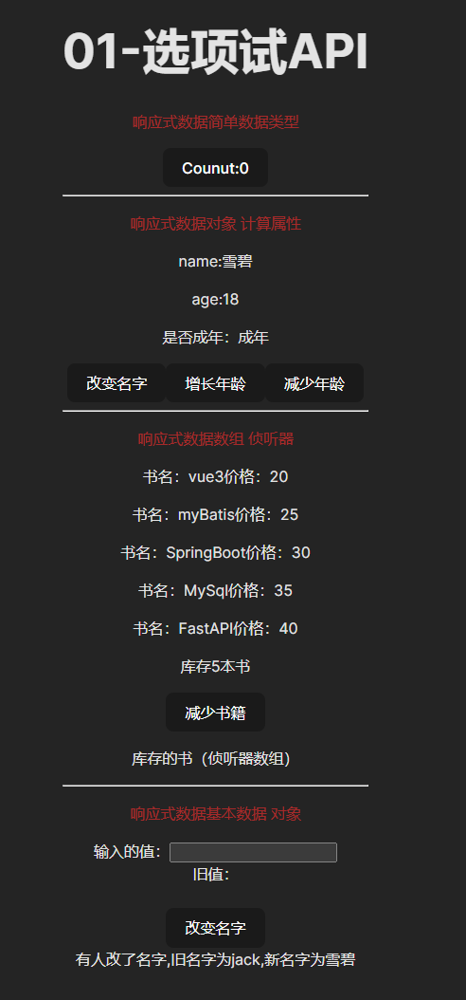 01-选项试API
响应式数据简单数据类型
Counut:0
响应式数据对象 计算属性
name:雪碧
age:18
是否成年：成年
改变名字 增长年龄 减少年龄
响应式数据数组 侦听器
书名：vue3价格：20
书名：myBatis价格：25
书名：SpringBoot价格：30
书名：MySql价格：35
书名：FastAPI价格：40
库存5本书
减少书籍
库存的书（侦听器数组）
响应式数据基本数据 对象
输入的值：
旧值：
改变名字
有人改了名字,旧名字为jack,新名字为雪碧